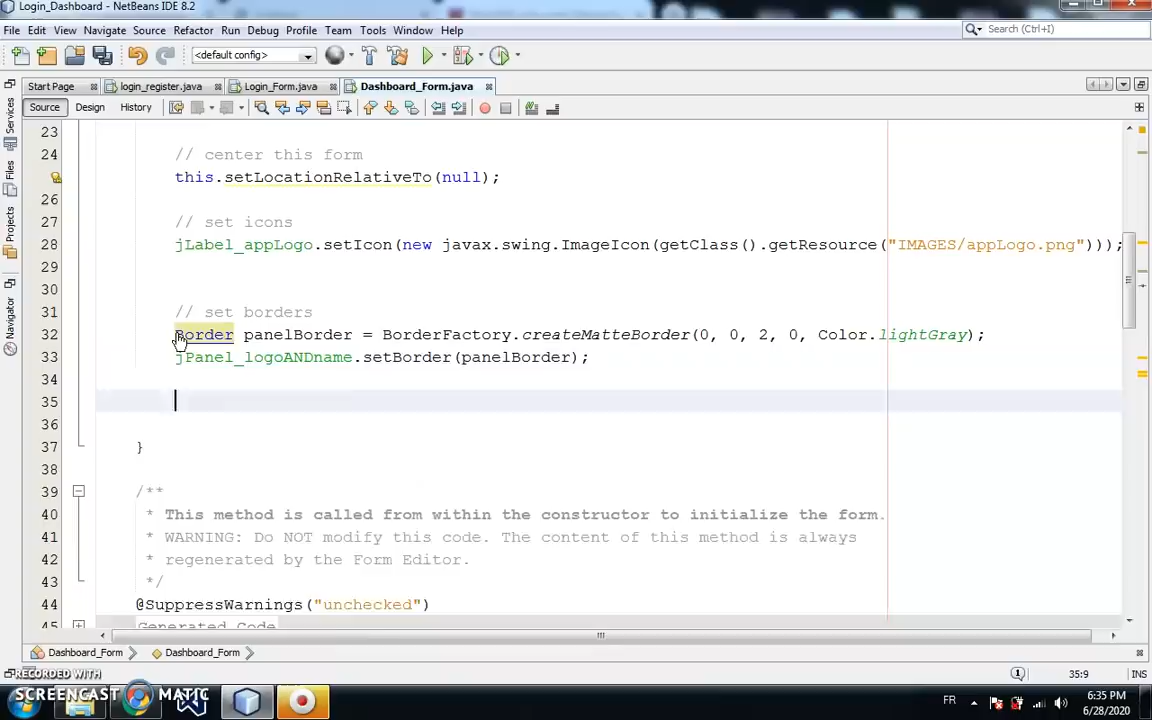 Login_Dashboard - NetBeans IDE 8.2
File Edit View Navigate Source Refactor Run Debug Profile Team Tools Window Help
Search (Ctrl+I)
<default config>
Start Page login_register.java Login_Form.java Dashboard_Form.java
Source Design History
Services
Files
Projects
Navigator
23
24 // center this form
this.setLocationRelativeTo(null);
26
27 // set icons
28 jLabel_appLogo.setIcon(new javax.swing.ImageIcon(getClass().getResource("IMAGES/appLogo.png")));
29
30
31 // set borders
32 Border panelBorder = BorderFactory.createMatteBorder(0, 0, 2, 0, Color.lightGray);
33 jPanel_logoANDname.setBorder(panelBorder);
34
35
36
37 }
38
39 /**
40 * This method is called from within the constructor to initialize the form.
41 * WARNING: Do NOT modify this code. The content of this method is always
42 * regenerated by the Form Editor.
43 */
44 @SuppressWarnings("unchecked")
45 Generated Code
Dashboard_Form Dashboard_Form
RECORDED WITH
1 35:9 INS
SCREENCAST MATIC
FR
6:35 PM
6/28/2020